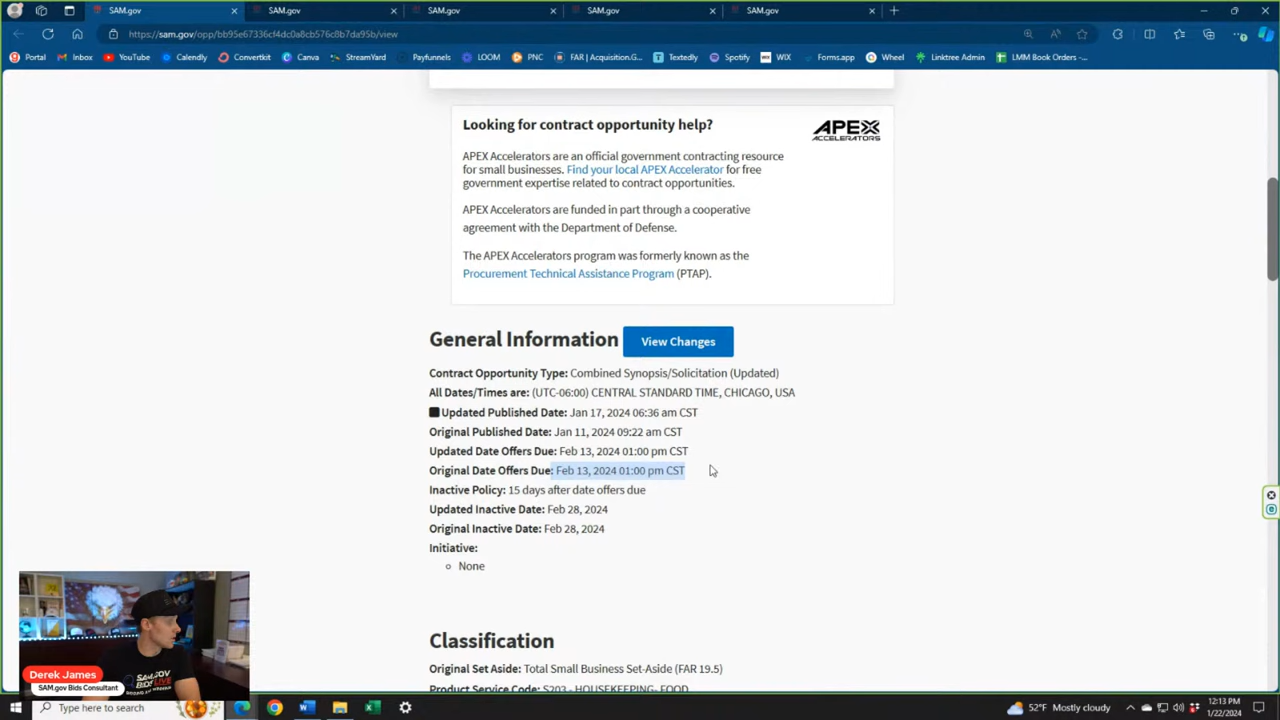 SAM.gov
SAM.gov
SAM.gov
SAM.gov
SAM.gov
https://sam.gov/opp/bb95e67336cf4dc0a8cb576c8b7da95b/view
Portal
Inbox
YouTube
Calendly
Convertkit
Canva
StreamYard
Payfunnels
LOOM
PNC
FAR | Acquisition.G...
Textedly
Spotify
WIX
Forms.app
Wheel
Linktree Admin
LMM Book Orders -...
Looking for contract opportunity help?
APEX
ACCELERATORS
APEX Accelerators are an official government contracting resource
for small businesses. Find your local APEX Accelerator for free
government expertise related to contract opportunities.
APEX Accelerators are funded in part through a cooperative
agreement with the Department of Defense.
The APEX Accelerators program was formerly known as the
Procurement Technical Assistance Program (PTAP).
General Information
View Changes
Contract Opportunity Type: Combined Synopsis/Solicitation (Updated)
All Dates/Times are: (UTC-06:00) CENTRAL STANDARD TIME, CHICAGO, USA
Updated Published Date: Jan 17, 2024 06:36 am CST
Original Published Date: Jan 11, 2024 09:22 am CST
Updated Date Offers Due: Feb 13, 2024 01:00 pm CST
Original Date Offers Due: Feb 13, 2024 01:00 pm CST
Inactive Policy: 15 days after date offers due
Updated Inactive Date: Feb 28, 2024
Original Inactive Date: Feb 28, 2024
Initiative:
None
Classification
Original Set Aside: Total Small Business Set-Aside (FAR 19.5)
Product Service Code: S203 - HOUSEKEEPING- FOOD
SAM.GOV
BIDS LIVE
Derek James
SAM.gov Bids Consultant
Type here to search
52°F Mostly cloudy
12:13 PM
1/22/2024